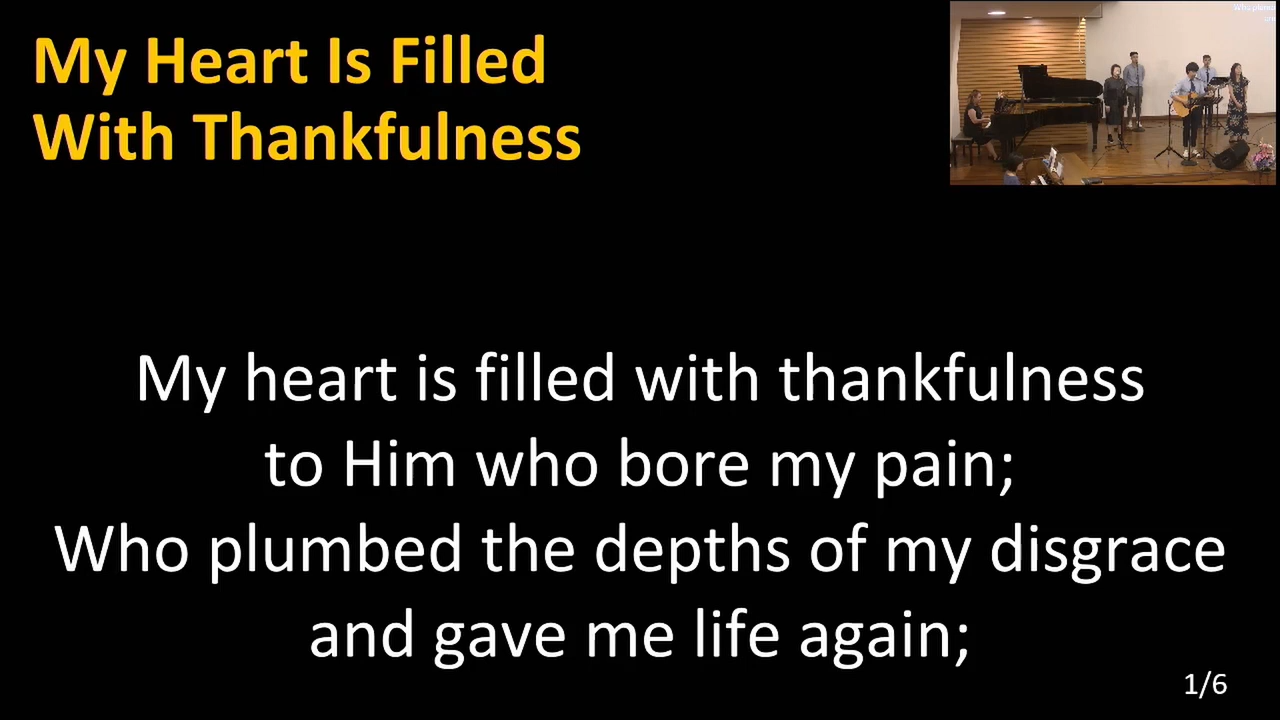 My Heart Is Filled
With Thankfulness
My heart is filled with thankfulness
to Him who bore my pain;
Who plumbed the depths of my disgrace
and gave me life again;
1/6